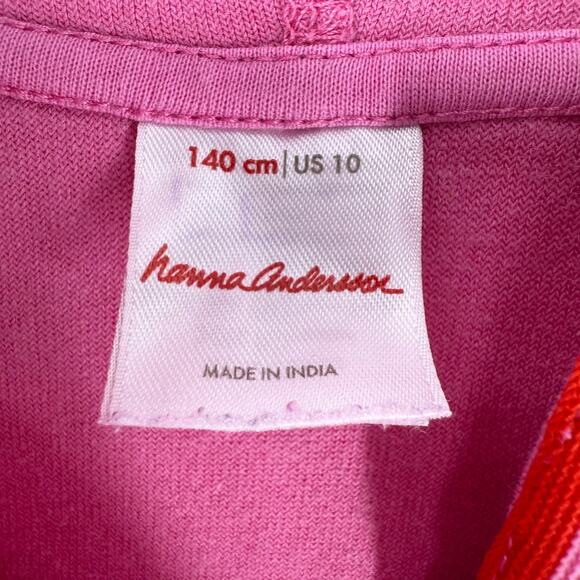 140 cm | US 10
hanna Andersson
MADE IN INDIA